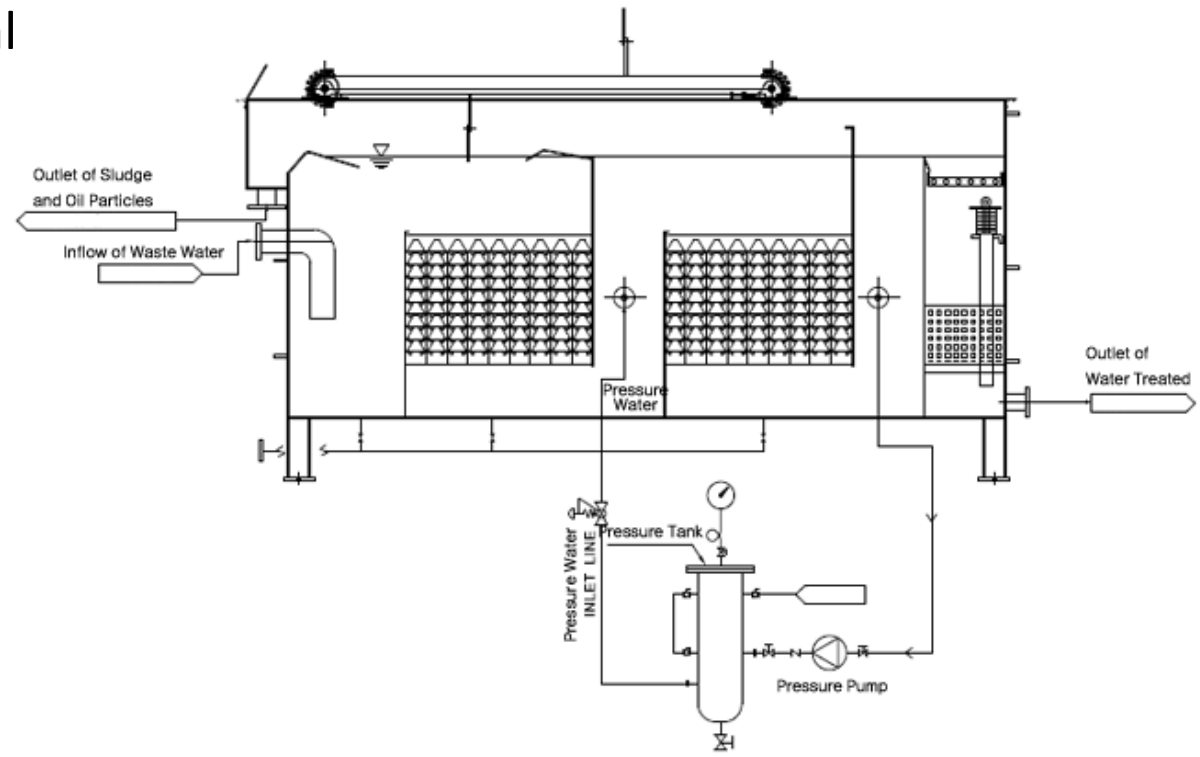 Outlet of Sludge
and Oil Particles
Inflow of Waste Water
Pressure
Water
Outlet of
Water Treated
Pressure Water
INLET LINE
Pressure Tank
Pressure Pump